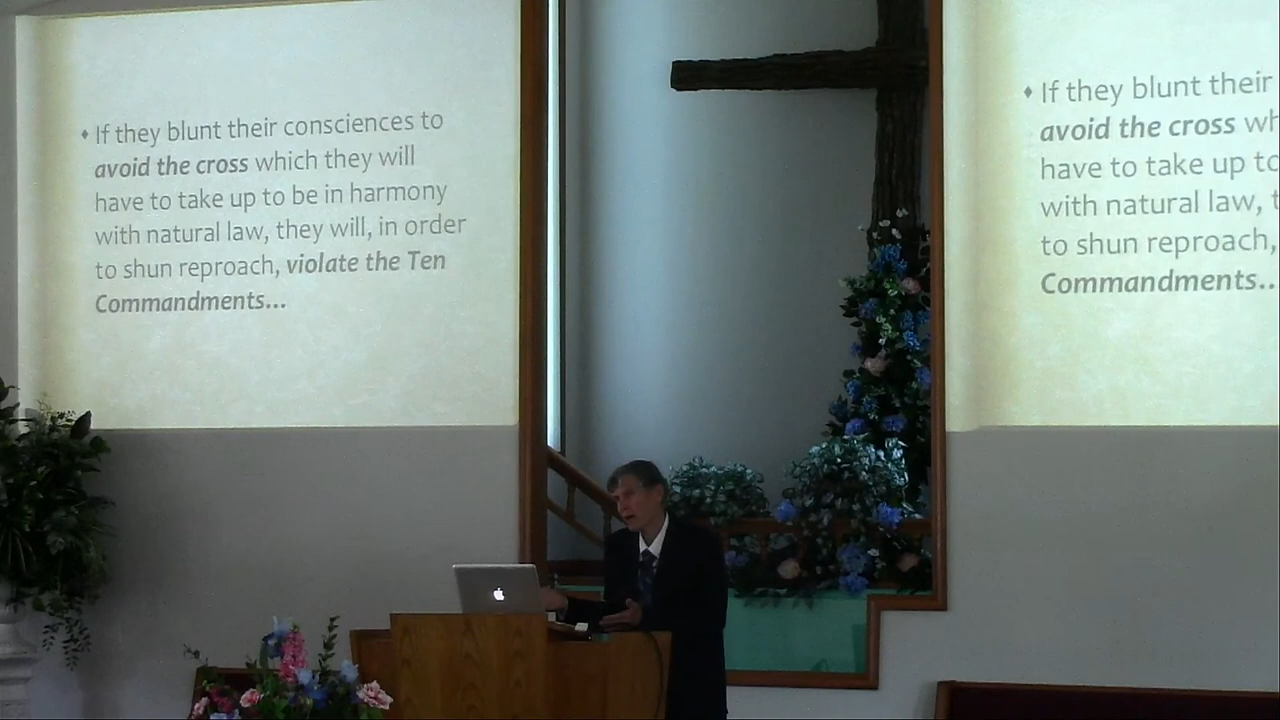 ♦ If they blunt their consciences to
avoid the cross which they will
have to take up to be in harmony
with natural law, they will, in order
to shun reproach, violate the Ten
Commandments...
♦ If they blunt their
avoid the cross wh
have to take up to
with natural law, t
to shun reproach,
Commandments..